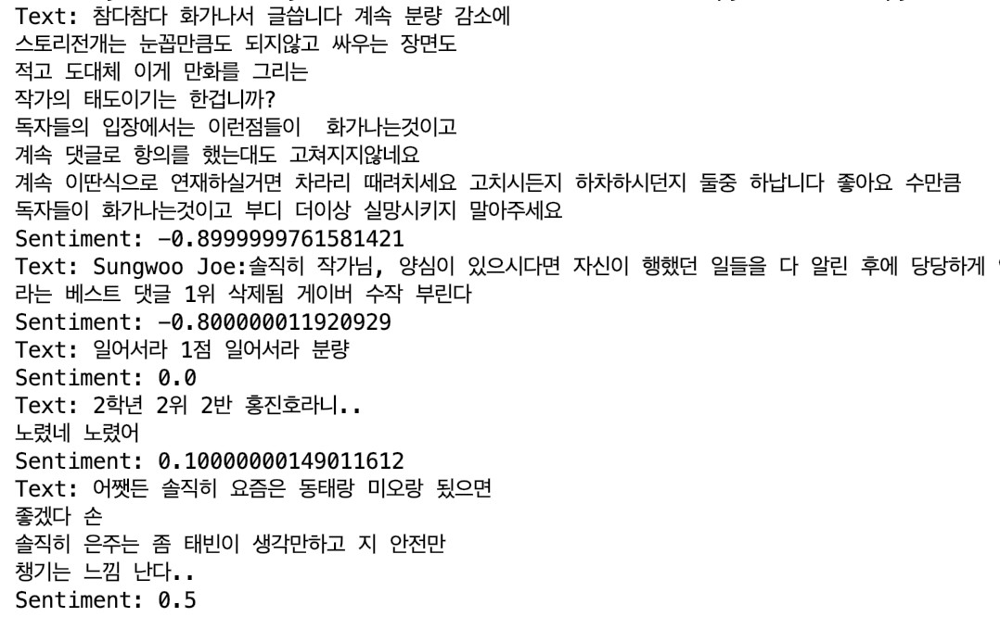 Text: 참다참다 화가나서 글씁니다 계속 분량 감소에
스토리전개는 눈꼽만큼도 되지않고 싸우는 장면도
적고 도대체 이게 만화를 그리는
작가의 태도이기는 한겁니까?
독자들의 입장에서는 이런점들이  화가나는것이고
계속 댓글로 항의를 했는대도 고쳐지지않네요
계속 이딴식으로 연재하실거면 차라리 때려치세요 고치시든지 하차하시던지 둘중 하납니다 좋아요 수만큼
독자들이 화가나는것이고 부디 더이상 실망시키지 말아주세요
Sentiment: -0.8999999761581421
Text: Sungwoo Joe:솔직히 작가님, 양심이 있으시다면 자신이 행했던 일들을 다 알린 후에 당당하게
라는 베스트 댓글 1위 삭제됨 게이버 수작 부린다
Sentiment: -0.800000011920929
Text: 일어서라 1점 일어서라 분량
Sentiment: 0.0
Text: 2학년 2위 2반 홍진호라니..
노렸네 노렸어
Sentiment: 0.10000000149011612
Text: 어쨋든 솔직히 요즘은 동태랑 미오랑 됬으면
좋겠다 손
솔직히 은주는 좀 태빈이 생각만하고 지 안전만
챙기는 느낌 난다..
Sentiment: 0.5